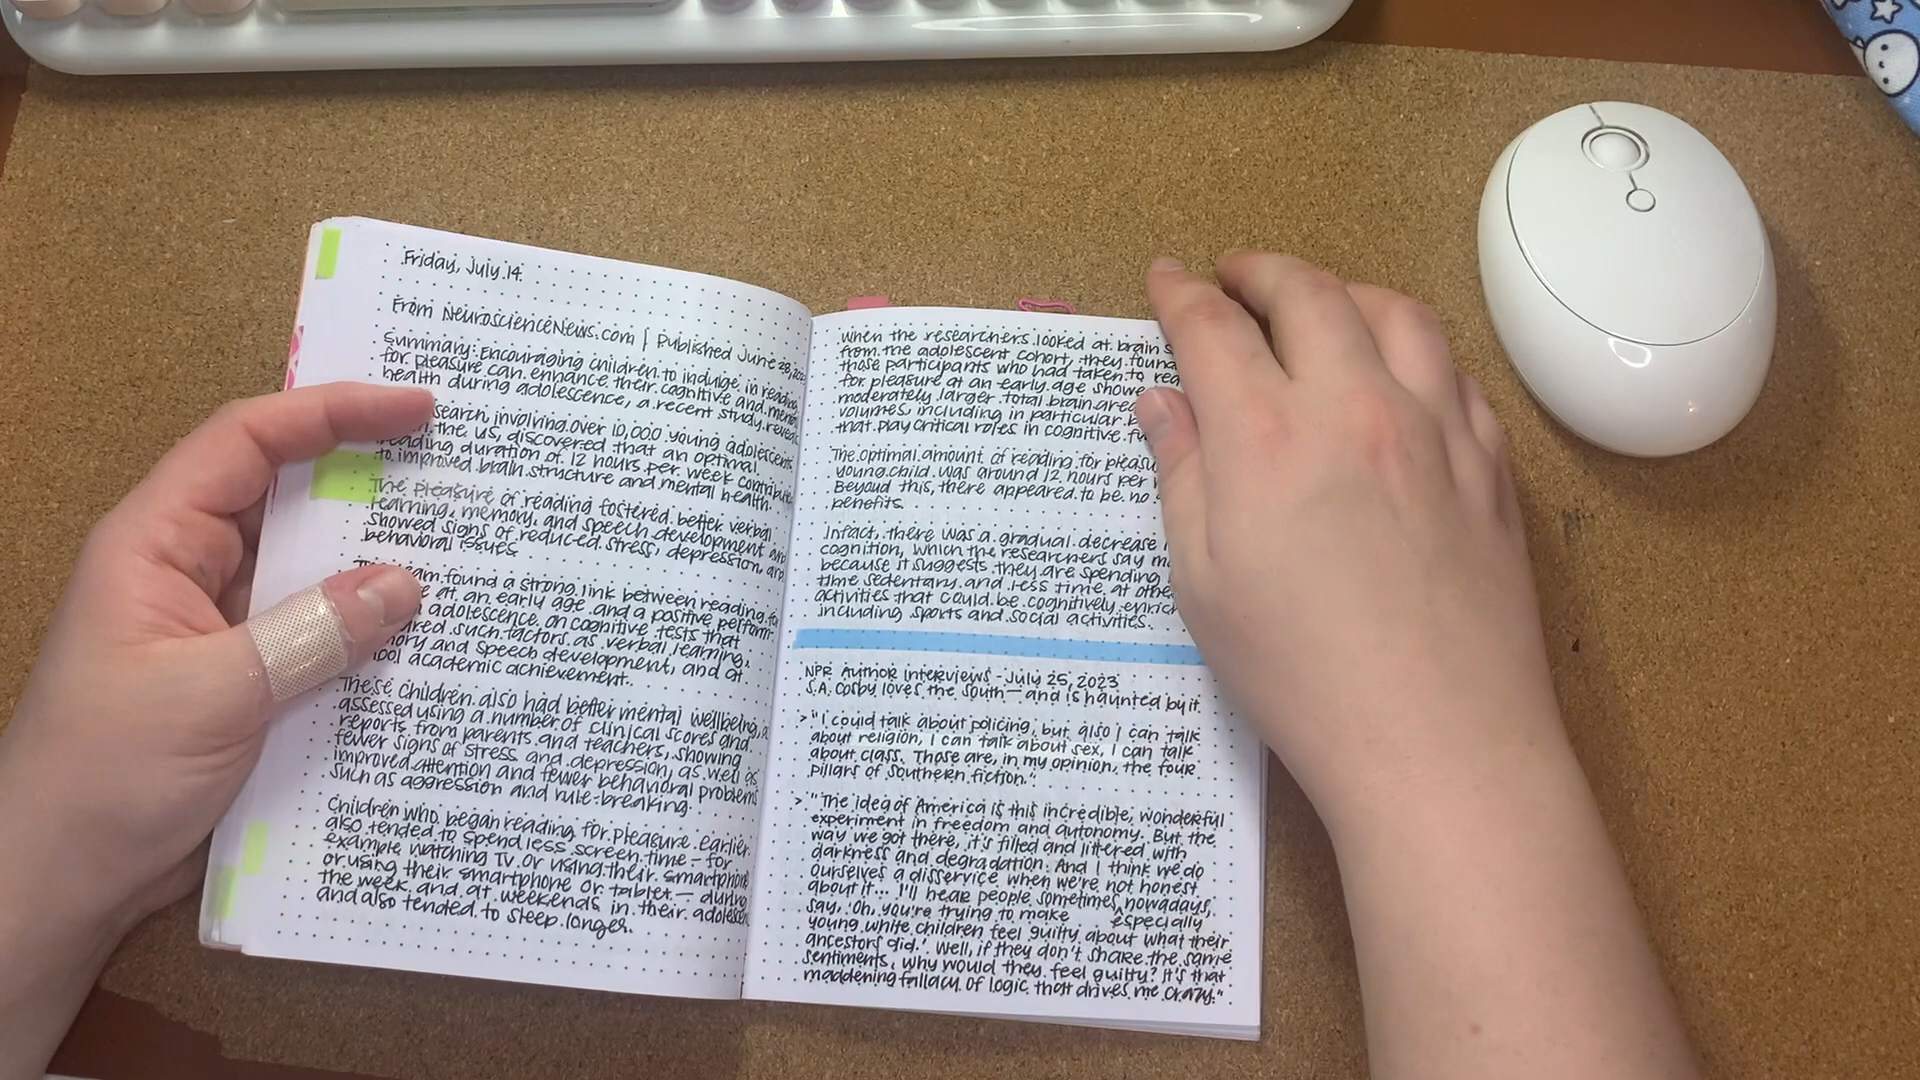 Friday, July 14
From NeuroscienceNews.com | Published June 28, 2023
Summary: Encouraging children to indulge in reading
for pleasure can enhance their cognitive and mental
health during adolescence, a recent study reveals
search, involving over 10,000 young adolescents
the US, discovered that an optimal
reading duration of 12 hours per week contributes
to improved brain structure and mental health.
The pleasure of reading fostered better verbal
learning, memory, and speech development and
showed signs of reduced stress, depression, and
behavioral issues
The team found a strong link between reading for
at an early age and a positive perform-
adolescence on cognitive tests that
such factors as verbal learning,
and speech development, and at
academic achievement.
These children also had better mental wellbeing, as
assessed using a number of clinical scores and
reports from parents and teachers, showing
fewer signs of stress and depression, as well as
improved attention and fewer behavioral problems
such as aggression and rule-breaking.
Children who began reading for pleasure earlier
also tended to spend less screen time - for
example watching TV or using their smartphone
or using their smartphone or tablet — during
the week and at weekends in their adolescen
and also tended to sleep longer.
When the researchers looked at brain
from the adolescent cohort, they found
those participants who had taken to
for pleasure at an early age
moderately larger total brain area
volumes, including in particular
that play critical roles in cognitive
The optimal amount of reading for
young child was around 12 hours per
Beyond this, there appeared to be no
benefits.
Infact, there was a gradual decrease
cognition, which the researchers say
because it suggests they are spending
time sedentary and less time at
activities that could be cognitively
including sports and social activities.
NPR Author interviews - July 25, 2023
S.A. Cosby loves the South — and is haunted by it
> "I could talk about policing, but also I can talk
about religion, I can talk about sex, I can talk
about class. Those are, in my opinion, the four
pillars of Southern fiction."
> "The idea of America is this incredible, wonderful
experiment in freedom and autonomy. But the
way we got there, it's filled and littered with
darkness and degradation. And I think we do
ourselves a disservice when we're not honest
about it... I'll hear people sometimes, nowadays,
say, 'Oh, you're trying to make ^especially
young white children feel guilty about what their
ancestors did.' Well, if they don't share the same
sentiments, why would they feel guilty? It's that
maddening fallacy of logic that drives me crazy."